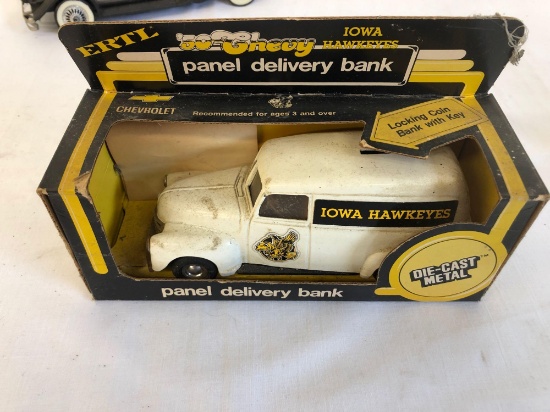 ERTL
'50 Chevy
IOWA
HAWKEYES
panel delivery bank
CHEVROLET
Recommended for ages 3 and over
Locking Coin
Bank with Key
IOWA HAWKEYES
DIE-CAST
METAL
panel delivery bank